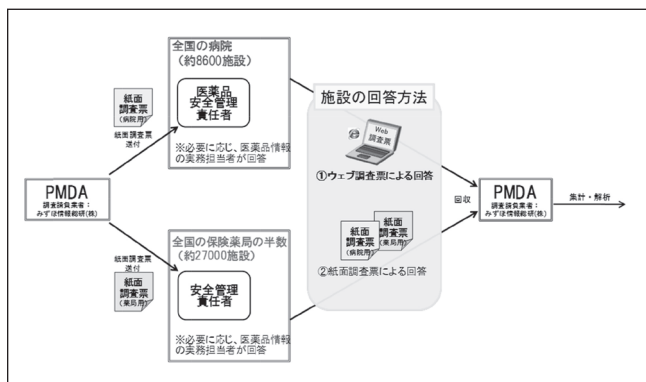 全国の病院
(約8600施設)
医薬品
安全管理
責任者
※必要に応じ、医薬品情報
の実務担当者が回答
紙面
調査票
(病院用)
紙面調査票
送付
PMDA
調査請負業者：
みずほ情報総研(株)
紙面調査票
送付
紙面
調査票
(薬局用)
全国の保険薬局の半数
(約27000施設)
安全管理
責任者
※必要に応じ、医薬品情報
の実務担当者が回答
施設の回答方法
Web
調査票
①ウェブ調査票による回答
紙面
調査票
(病院用)
紙面
調査票
(薬局用)
②紙面調査票による回答
回収
PMDA
調査請負業者：
みずほ情報総研(株)
集計・解析